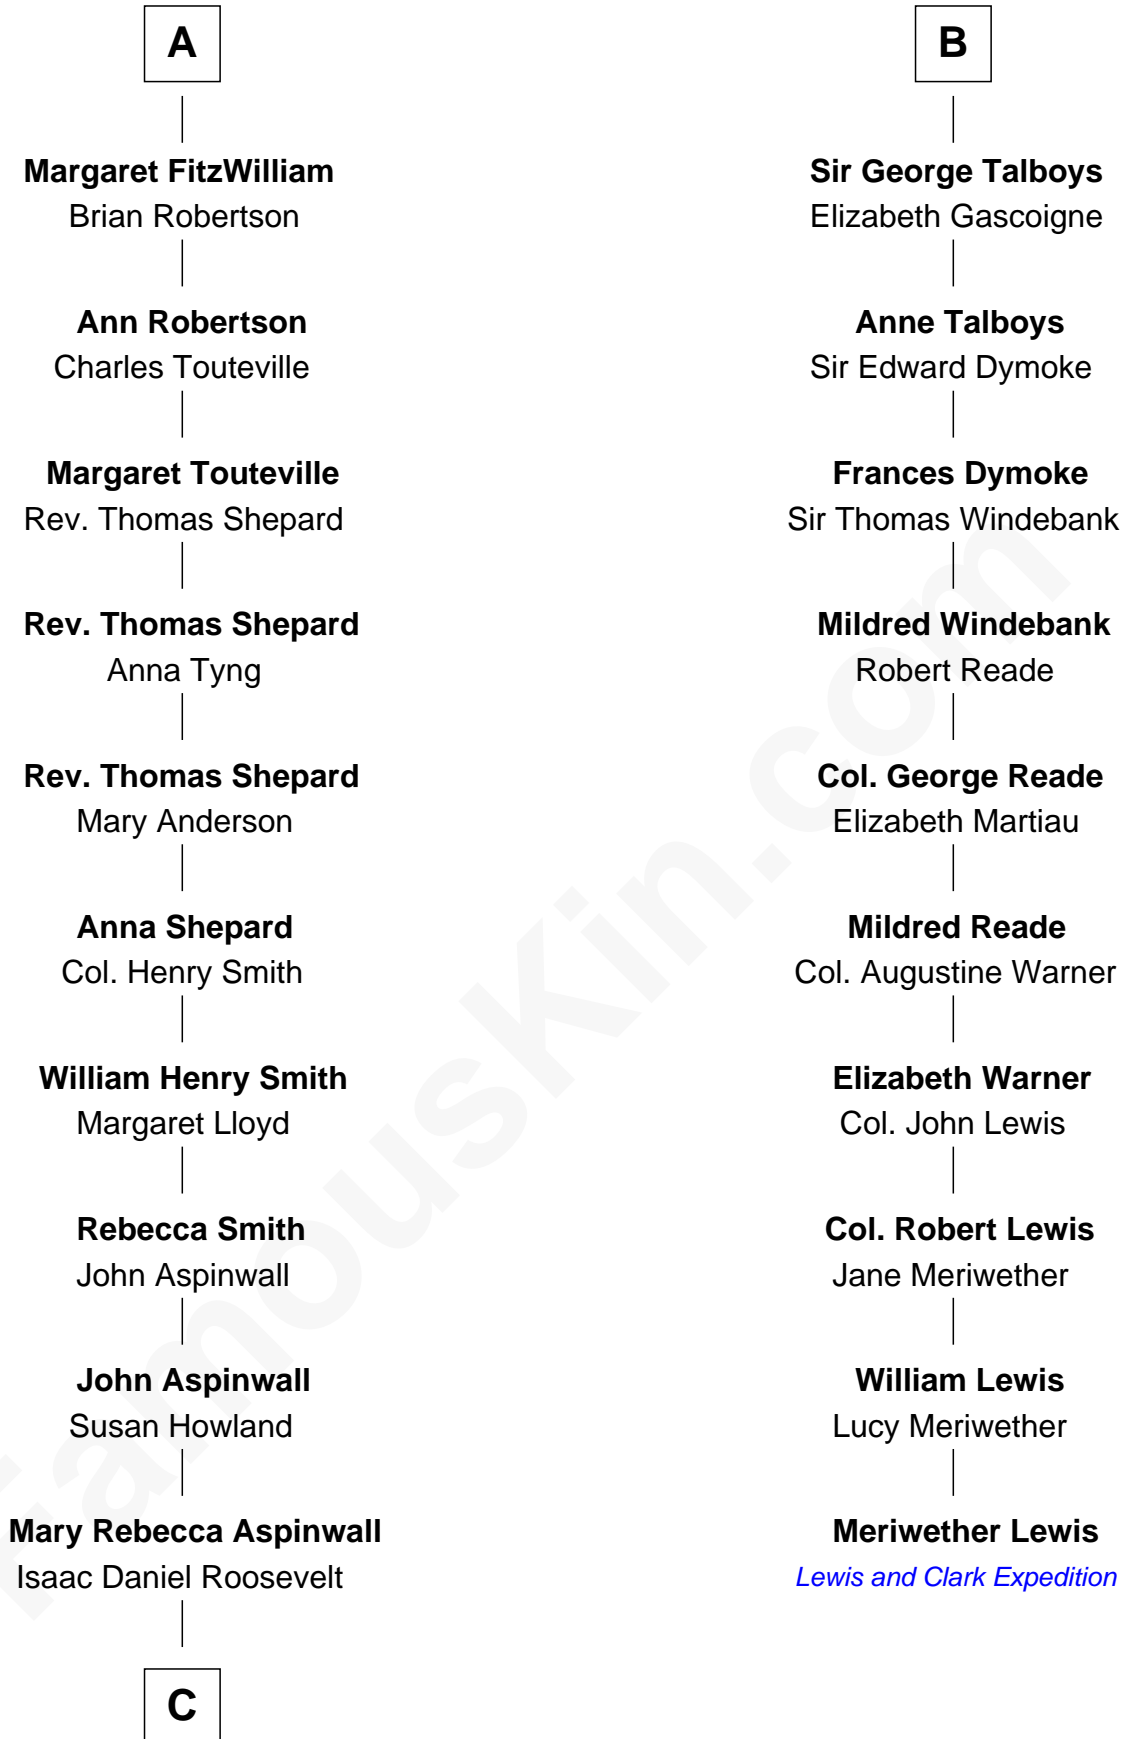 A
Margaret FitzWilliam
Brian Robertson
Ann Robertson
Charles Touteville
Margaret Touteville
Rev. Thomas Shepard
Rev. Thomas Shepard
Anna Tyng
Rev. Thomas Shepard
Mary Anderson
Anna Shepard
Col. Henry Smith
William Henry Smith
Margaret Lloyd
Rebecca Smith
John Aspinwall
John Aspinwall
Susan Howland
Mary Rebecca Aspinwall
Isaac Daniel Roosevelt
C
B
Sir George Talboys
Elizabeth Gascoigne
Anne Talboys
Sir Edward Dymoke
Frances Dymoke
Sir Thomas Windebank
Mildred Windebank
Robert Reade
Col. George Reade
Elizabeth Martiau
Mildred Reade
Col. Augustine Warner
Elizabeth Warner
Col. John Lewis
Col. Robert Lewis
Jane Meriwether
William Lewis
Lucy Meriwether
Meriwether Lewis
Lewis and Clark Expedition
FamousKin.com